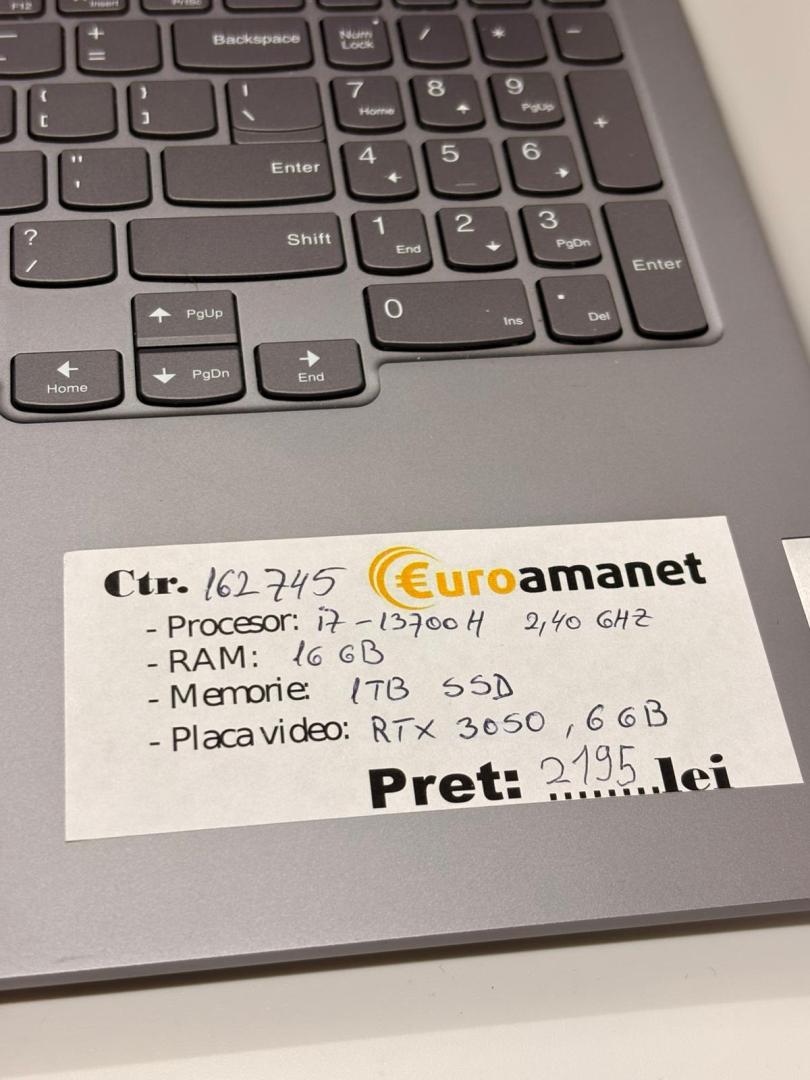 F12 Insert PrtSc
- + = Backspace Num Lock / * -
{ [ } ] | \ 7 Home 8 9 PgUp +
" ' Enter 4 5 6
? / Shift 1 End 2 3 PgDn Enter
PgUp 0 Ins . Del
Home PgDn End
Ctr. 162745 €uroamanet
- Procesor: i7-13700H 2,40 GHZ
- RAM: 16 GB
- Memorie: 1TB SSD
- Placa video: RTX 3050, 6GB
Pret: 2195 lei